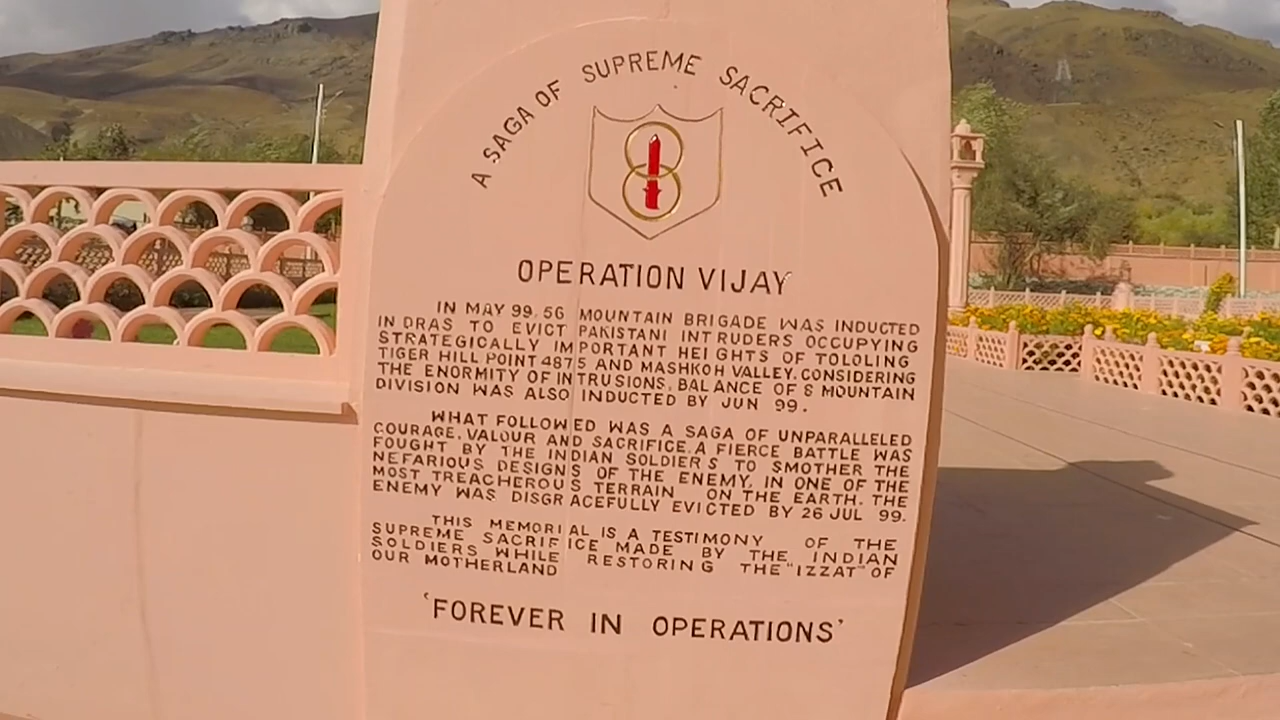 A SAGA OF SUPREME SACRIFICE
OPERATION VIJAY
IN MAY 99, 56 MOUNTAIN BRIGADE WAS INDUCTED
IN DRAS TO EVICT PAKISTANI INTRUDERS OCCUPYING
STRATEGICALLY IMPORTANT HEIGHTS OF TOLOLING
TIGER HILL POINT 4875 AND MASHKOH VALLEY. CONSIDERING
THE ENORMITY OF INTRUSIONS, BALANCE OF 8 MOUNTAIN
DIVISION WAS ALSO INDUCTED BY JUN 99.
WHAT FOLLOWED WAS A SAGA OF UNPARALLELED
COURAGE, VALOUR AND SACRIFICE. A FIERCE BATTLE WAS
FOUGHT BY THE INDIAN SOLDIERS TO SMOTHER THE
NEFARIOUS DESIGNS OF THE ENEMY, IN ONE OF THE
MOST TREACHEROUS TERRAIN ON THE EARTH. THE
ENEMY WAS DISGRACEFULLY EVICTED BY 26 JUL 99.
THIS MEMORIAL IS A TESTIMONY OF THE
SUPREME SACRIFICE MADE BY THE INDIAN
SOLDIERS WHILE RESTORING THE "IZZAT" OF
OUR MOTHERLAND
'FOREVER IN OPERATIONS'